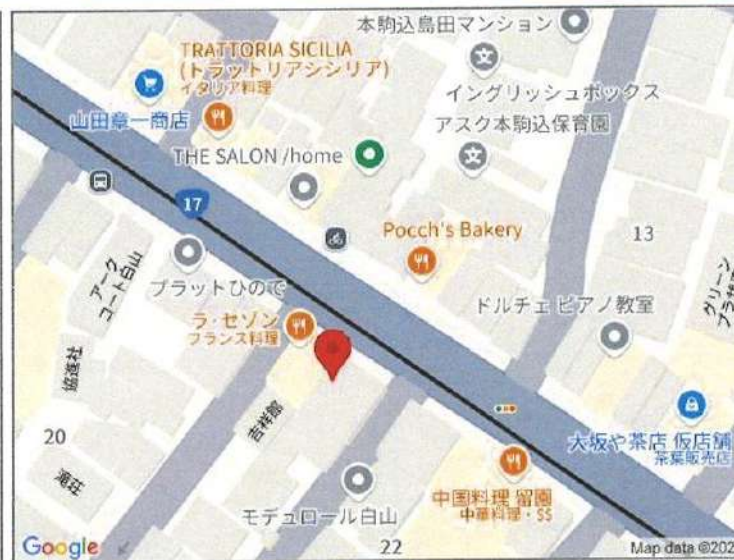 本駒込島田マンション
TRATTORIA SICILIA
(トラットリアシシリア)
イタリア料理
イングリッシュボックス
山田章一商店
アスク本駒込保育園
THE SALON /home
17
Pocch's Bakery
13
アーク
コート白山
プラットひので
グリーン
ドルチェ ピアノ教室
ラ・セゾン
フランス料理
協進社
吉祥館
大坂や茶店 仮店舗
茶葉販売店
20
滝荘
中国料理 留園
中華料理・$$
モデュロール白山
22
Google
Map data ©202